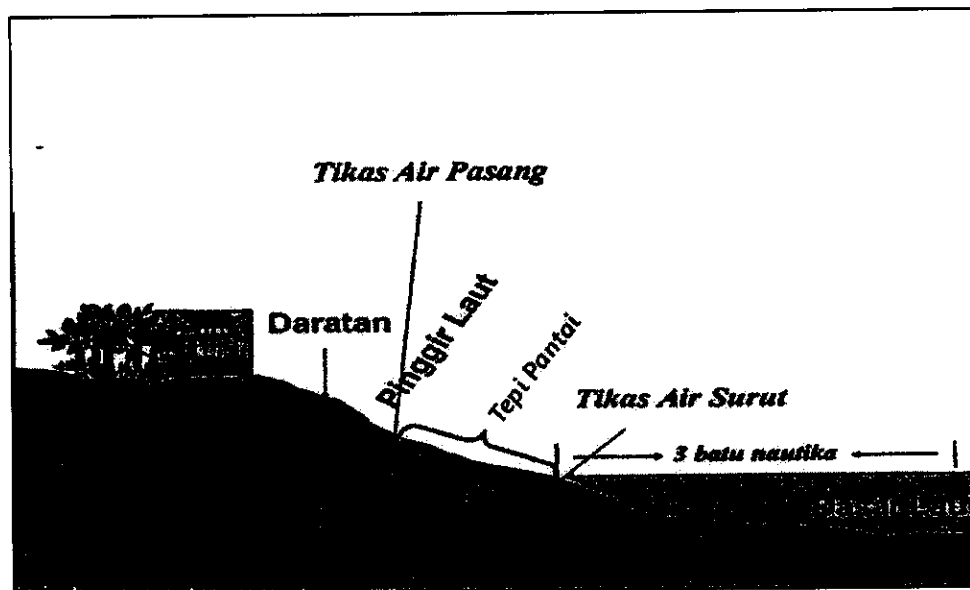 Tikas Air Pasang
Daratan
Pinggir Laut
Tepi Pantai
Tikas Air Surut
3 batu nautika